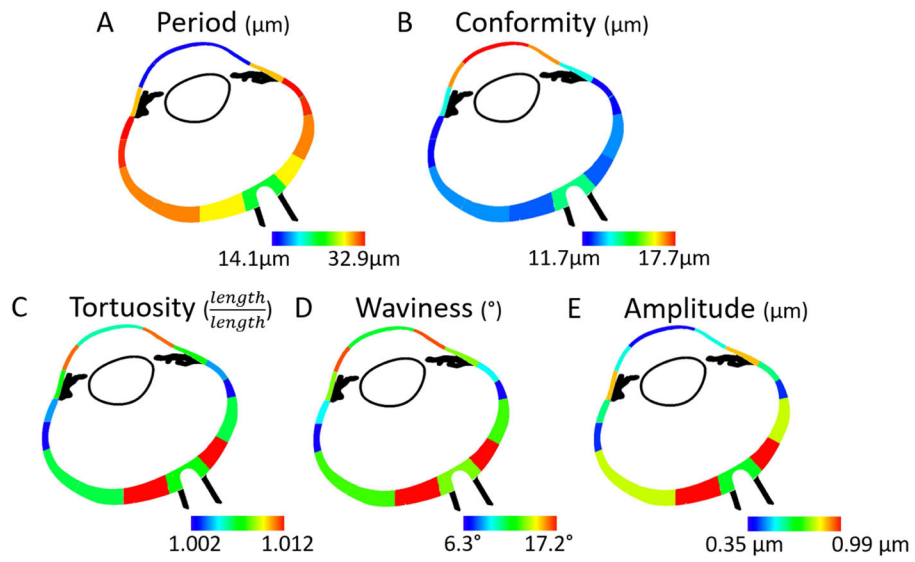 A Period (µm)
B Conformity (µm)
14.1µm 32.9µm
11.7µm 17.7µm
C Tortuosity (length/length)
D Waviness (°)
E Amplitude (µm)
1.002 1.012
6.3° 17.2°
0.35 µm 0.99 µm